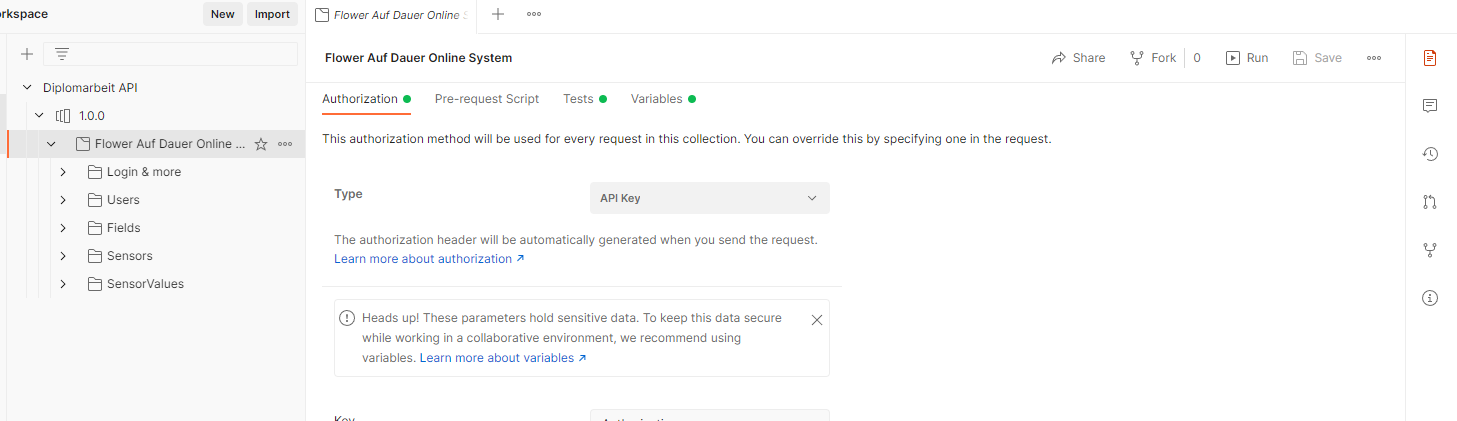 rkspace
New
Import
Flower Auf Dauer Online S
Diplomarbeit API
1.0.0
Flower Auf Dauer Online ...
Login & more
Users
Fields
Sensors
SensorValues
Flower Auf Dauer Online System
Share
Fork
0
Run
Save
Authorization
Pre-request Script
Tests
Variables
This authorization method will be used for every request in this collection. You can override this by specifying one in the request.
Type
API Key
The authorization header will be automatically generated when you send the request.
Learn more about authorization ↗
Heads up! These parameters hold sensitive data. To keep this data secure
while working in a collaborative environment, we recommend using
variables. Learn more about variables ↗
Key